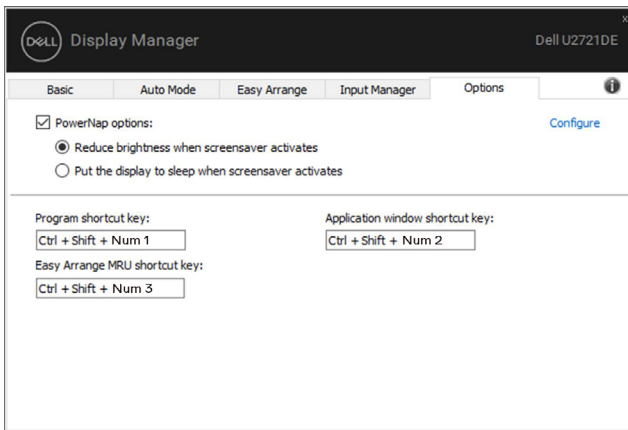 DELL Display Manager
Dell U2721DE
x
Basic Auto Mode Easy Arrange Input Manager Options i
PowerNap options:
Configure
Reduce brightness when screensaver activates
Put the display to sleep when screensaver activates
Program shortcut key:
Application window shortcut key:
Ctrl + Shift + Num 1
Ctrl + Shift + Num 2
Easy Arrange MRU shortcut key:
Ctrl + Shift + Num 3